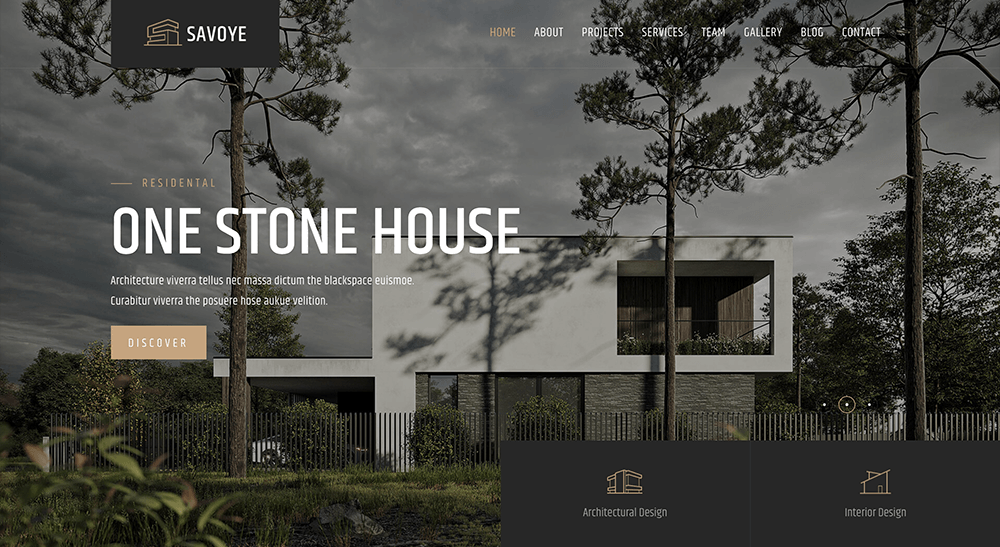 SAVOYE
HOME ABOUT PROJECTS SERVICES TEAM GALLERY BLOG CONTACT
RESIDENTAL
ONE STONE HOUSE
Architecture viverra tellus nec massa dictum the blackspace euismoe.
Curabitur viverra the posuere hose aukue velition.
DISCOVER
Architectural Design
Interior Design